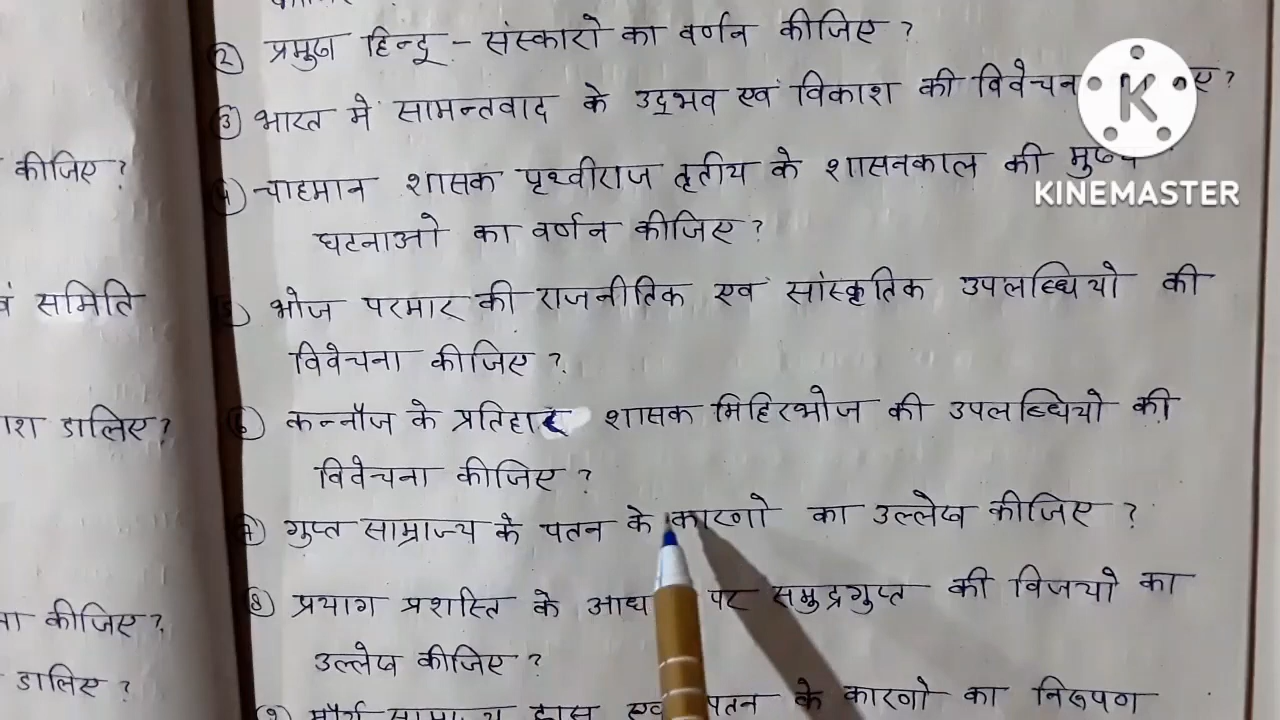 ② प्रमुख हिन्दू - संस्कारो का वर्णन कीजिए ?
③ भारत मे सामन्तवाद के उद्‌भव एवं विकाश की विवेचन ए ?
कीजिए ?
④ चाहमान शासक पृथ्वीराज तृतीय के शासनकाल की मुख्य
KINEMASTER
घटनाओ का वर्णन कीजिए ?
वं समिति
भोज परमार की राजनीतिक एवं सांस्कृतिक उपलब्धियो की
विवेचना कीजिए ?
ाश डालिए ?
⑥ कन्नौज के प्रतिहार शासक मिहिरभोज की उपलब्धियो की
विवेचना कीजिए ?
⑦ गुप्त साम्राज्य के पतन के कारणो का उल्लेख कीजिए ?
⑧ प्रयाग प्रशस्ति के आध पर समुद्रगुप्त की विजयो का
ना कीजिए ?
उल्लेख कीजिए ?
डालिए ?
⑨ मौर्य साम्राज्य ह्रास एवं पतन के कारणो का निरूपण